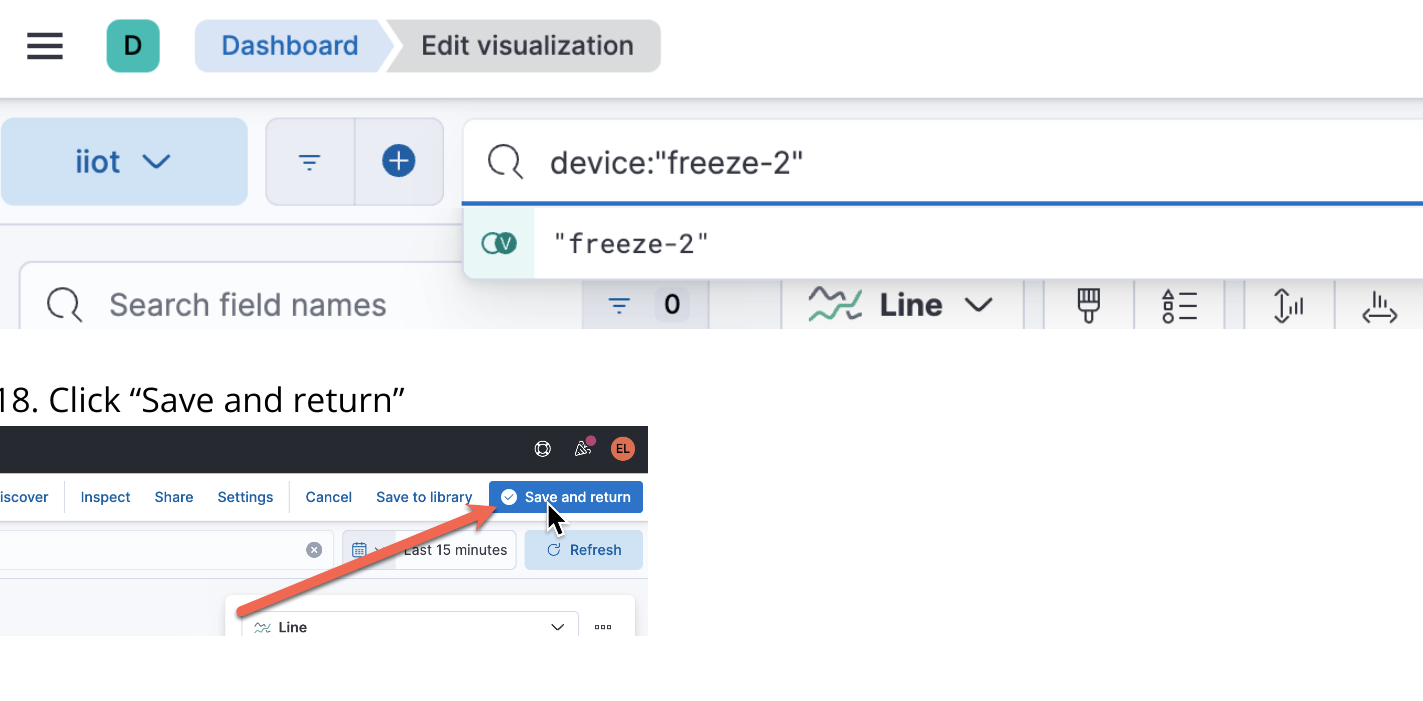 D Dashboard Edit visualization
iiot device:"freeze-2"
"freeze-2"
Search field names 0 Line
18. Click “Save and return”
EL
iscover Inspect Share Settings Cancel Save to library Save and return
Last 15 minutes Refresh
Line